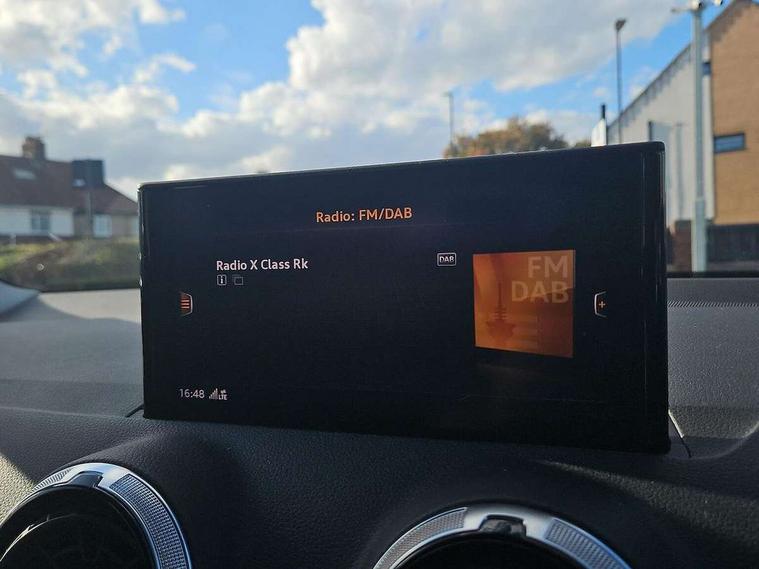 Radio: FM/DAB
Radio X Class Rk
DAB
FM
DAB
16:48
LTE